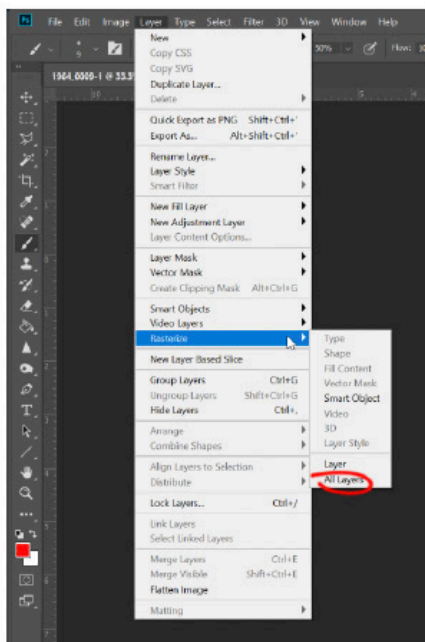 Ps File Edit Image Layer Type Select Filter 3D View Window Help
50% Flow:
1964_0009-1 @ 33.3
New
Copy CSS
Copy SVG
Duplicate Layer...
Delete
Quick Export as PNG Shift+Ctrl+'
Export As... Alt+Shift+Ctrl+'
Rename Layer...
Layer Style
Smart Filter
New Fill Layer
New Adjustment Layer
Layer Content Options...
Layer Mask
Vector Mask
Create Clipping Mask Alt+Ctrl+G
Smart Objects
Video Layers
Rasterize
New Layer Based Slice
Group Layers Ctrl+G
Ungroup Layers Shift+Ctrl+G
Hide Layers Ctrl+,
Arrange
Combine Shapes
Align Layers to Selection
Distribute
Lock Layers... Ctrl+/
Link Layers
Select Linked Layers
Merge Layers Ctrl+E
Merge Visible Shift+Ctrl+E
Flatten Image
Matting
Type
Shape
Fill Content
Vector Mask
Smart Object
Video
3D
Layer Style
Layer
All Layers